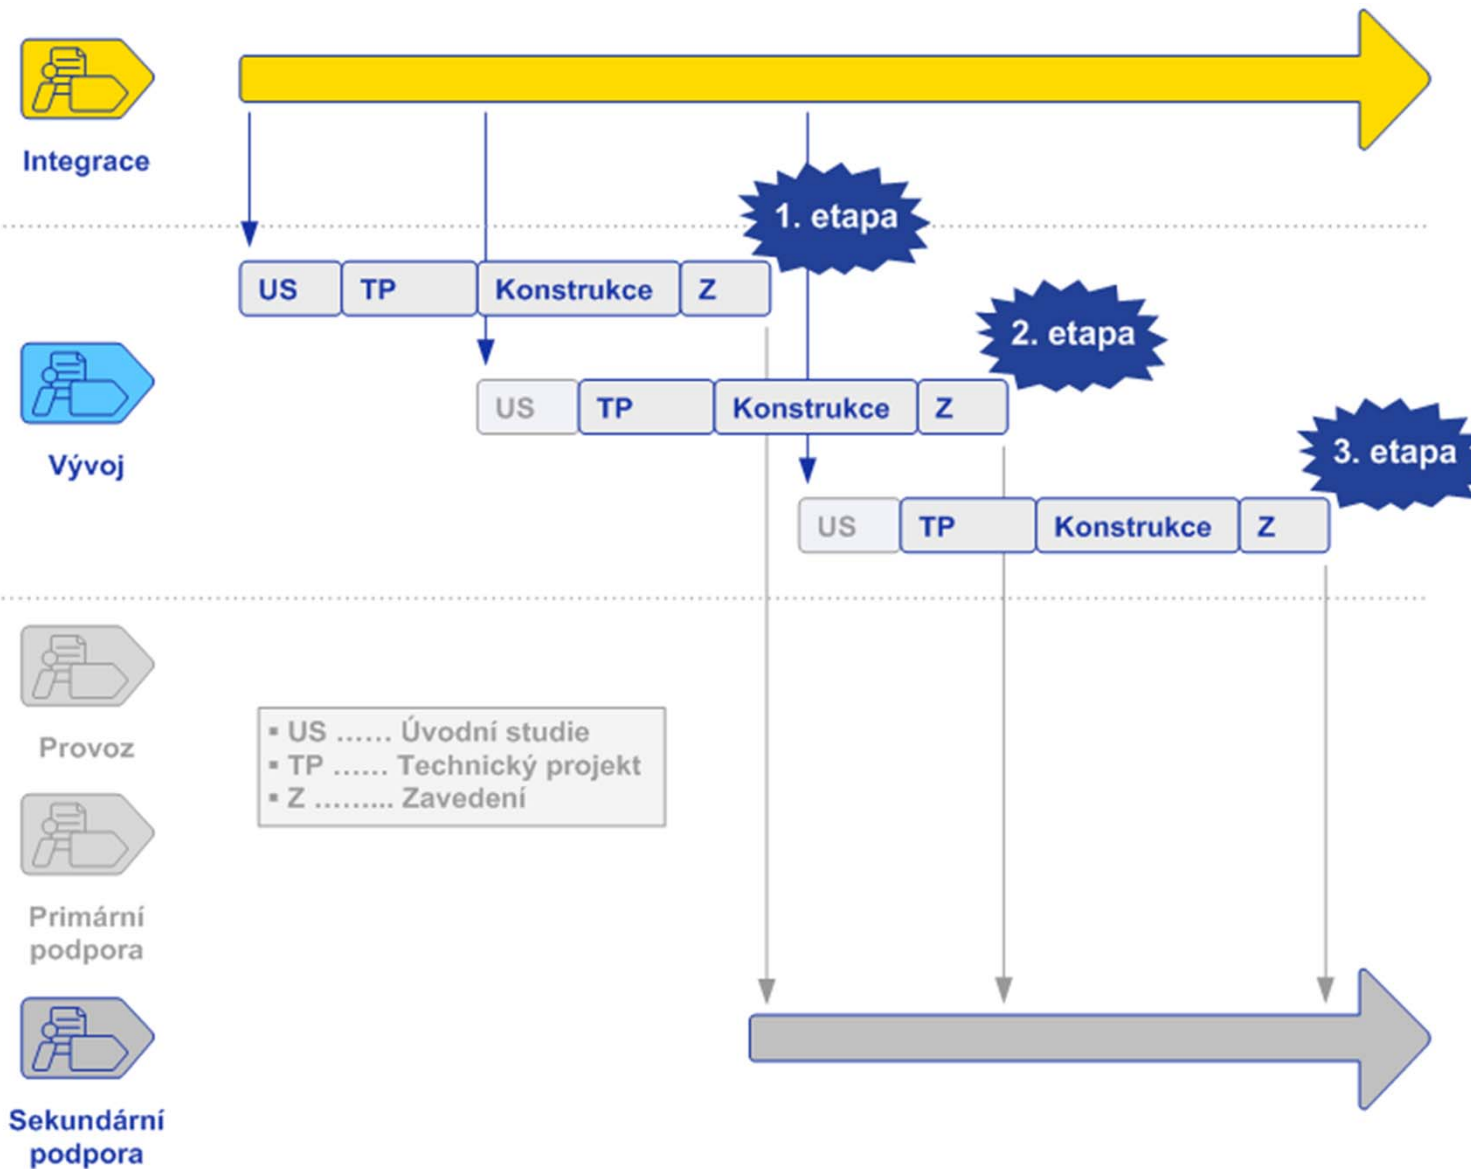 Integrace
1. etapa
US TP Konstrukce Z
2. etapa
US TP Konstrukce Z
Vývoj
3. etapa
US TP Konstrukce Z
Provoz
▪ US ...... Úvodní studie
▪ TP ...... Technický projekt
▪ Z ......... Zavedení
Primární
podpora
Sekundární
podpora